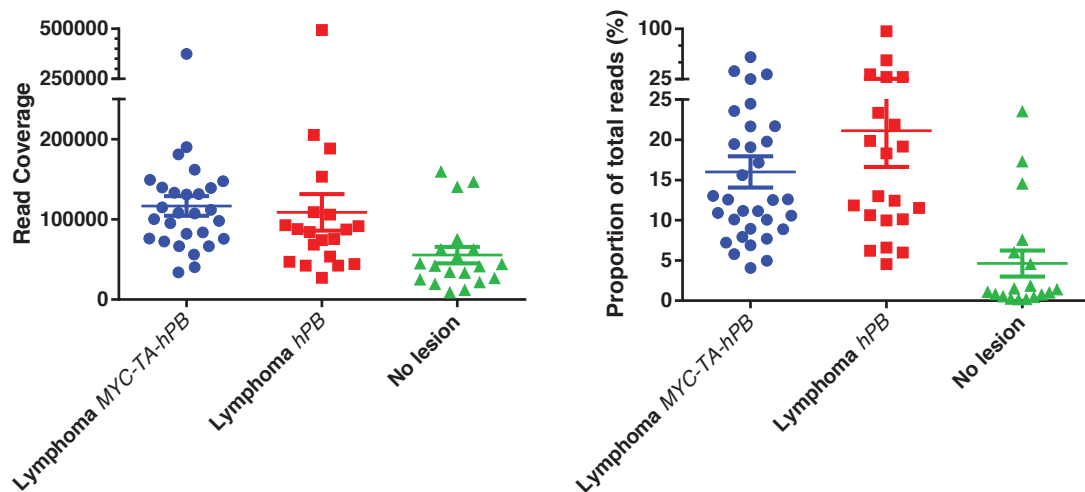 Read Coverage
500000
250000
200000
100000
0
Lymphoma MYC-TA-hPB
Lymphoma hPB
No lesion
Proportion of total reads (%)
100
25
25
20
15
10
5
0
Lymphoma MYC-TA-hPB
Lymphoma hPB
No lesion